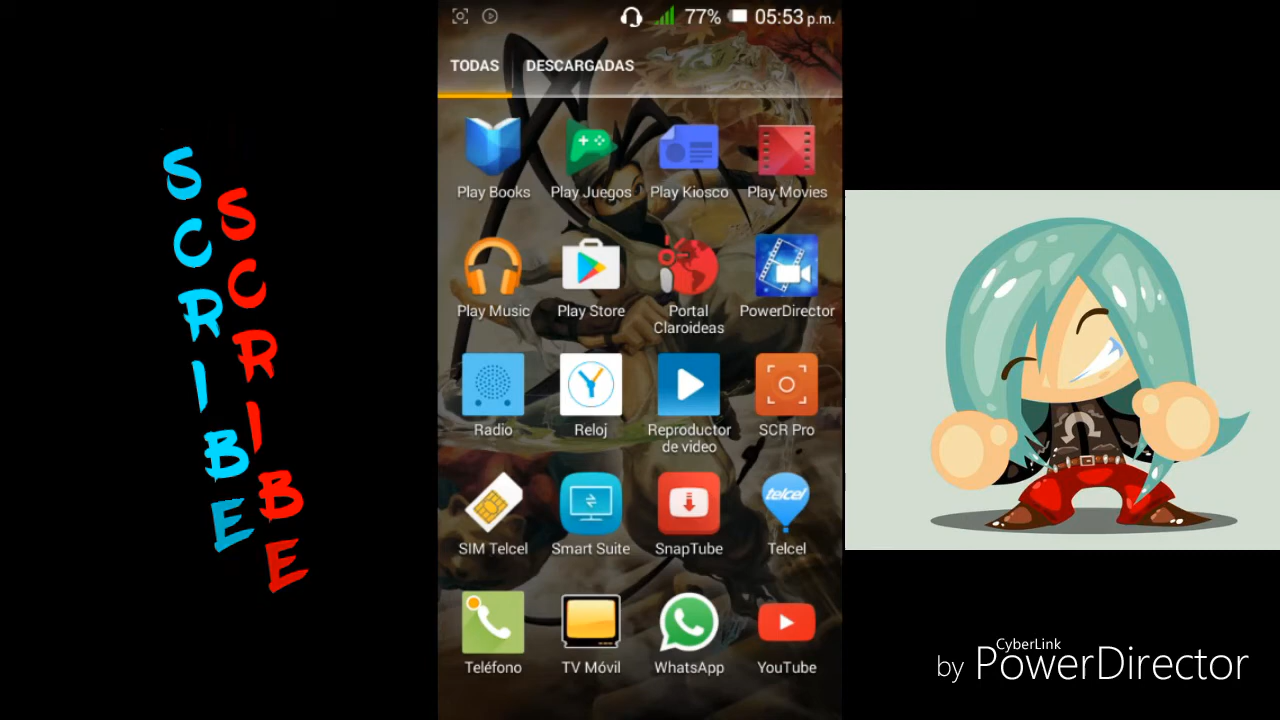 SCRIBE
SCRIBE
77% 05:53 p.m.
TODAS DESCARGADAS
Play Books Play Juegos Play Kiosco Play Movies
Play Music Play Store Portal Claroideas PowerDirector
Radio Reloj Reproductor de video SCR Pro
telcel
SIM Telcel Smart Suite SnapTube Telcel
Teléfono TV Móvil WhatsApp YouTube
CyberLink
by PowerDirector